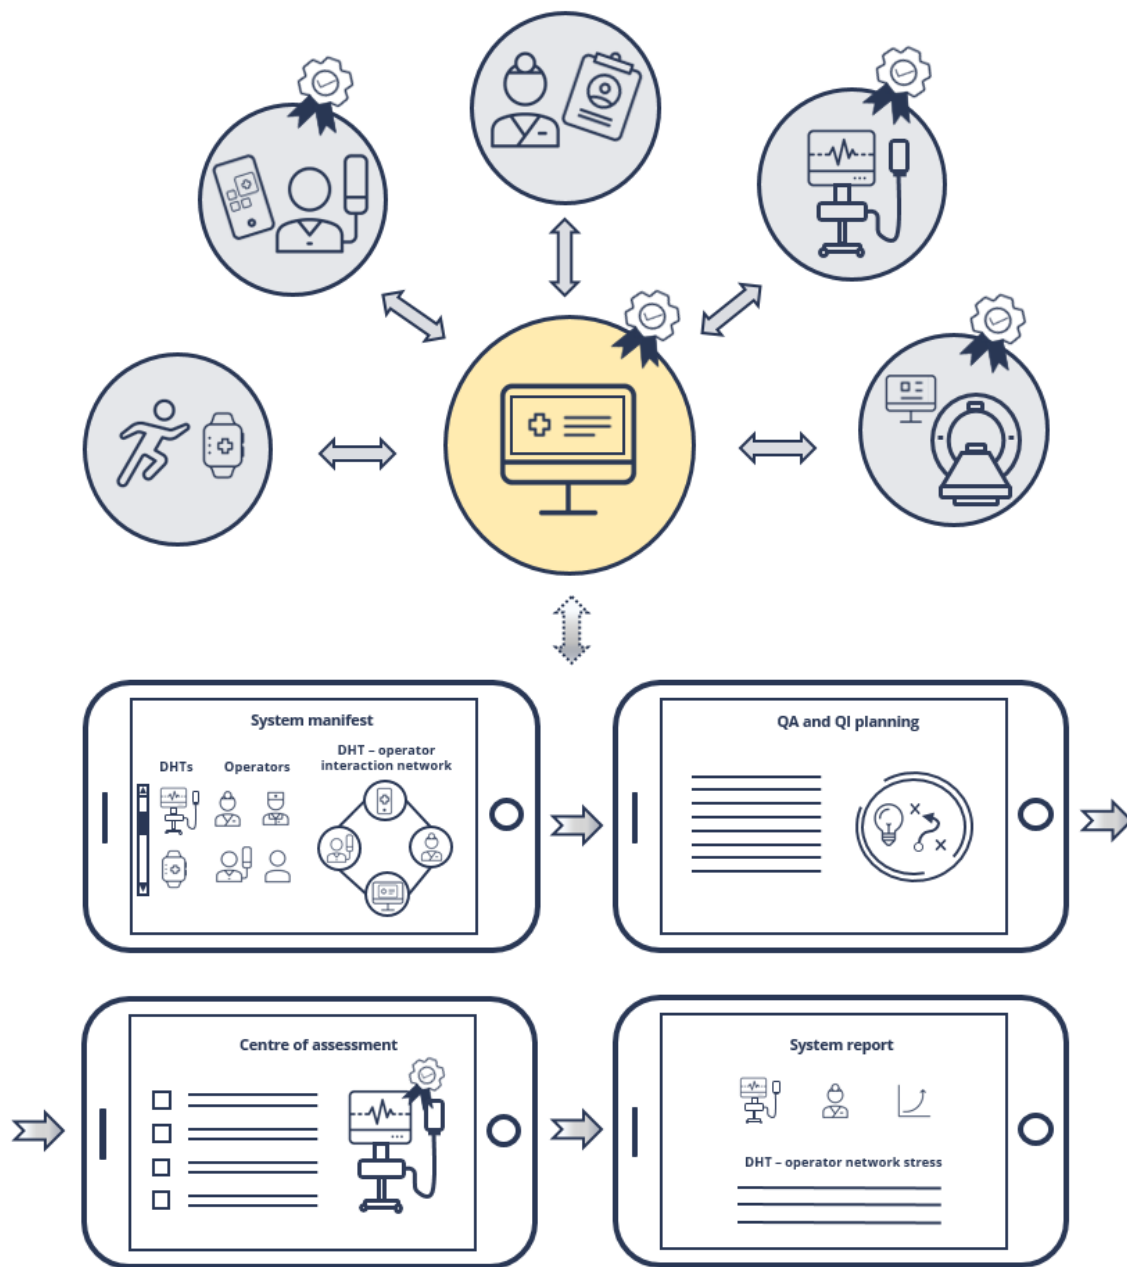 System manifest
DHTs
Operators
DHT – operator
interaction network
QA and QI planning
Centre of assessment
System report
DHT – operator network stress